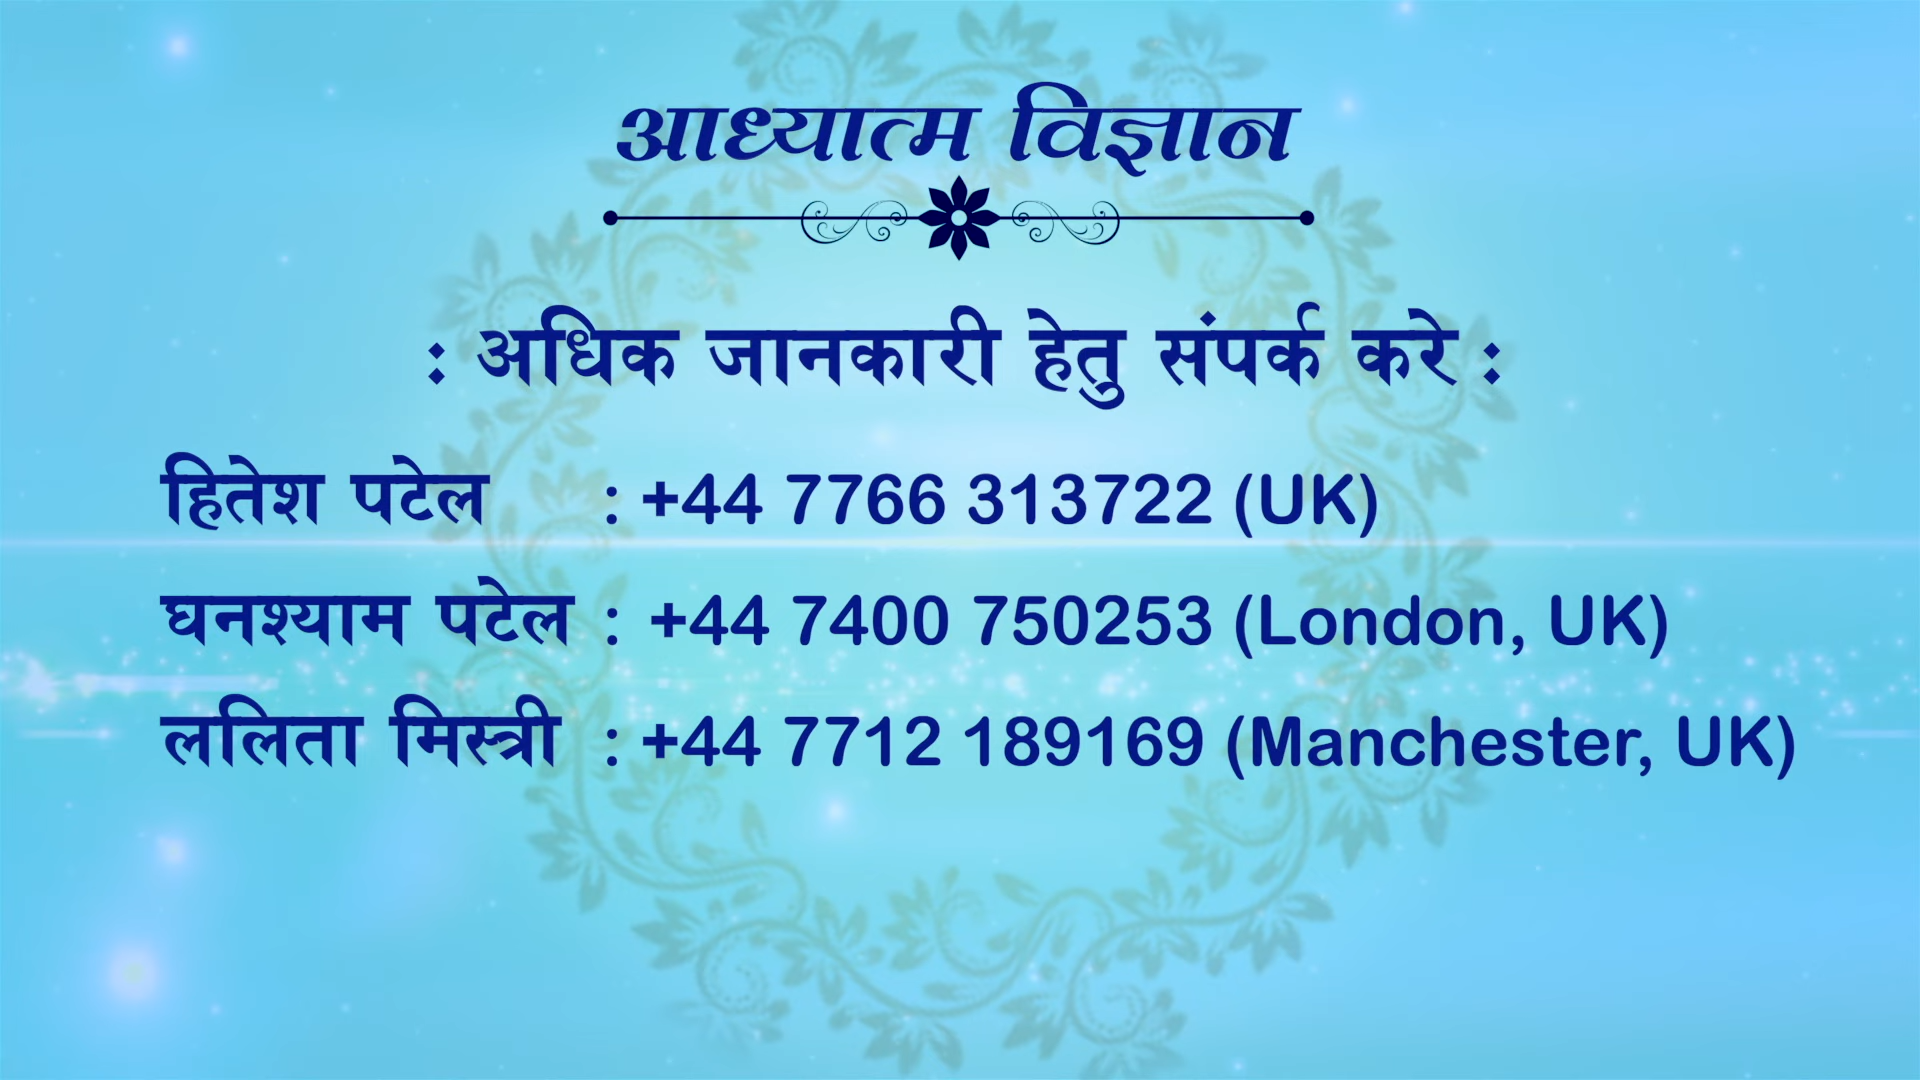 आध्यात्म विज्ञान
: अधिक जानकारी हेतु संपर्क करे :
हितेश पटेल : +44 7766 313722 (UK)
घनश्याम पटेल : +44 7400 750253 (London, UK)
ललिता मिस्त्री : +44 7712 189169 (Manchester, UK)